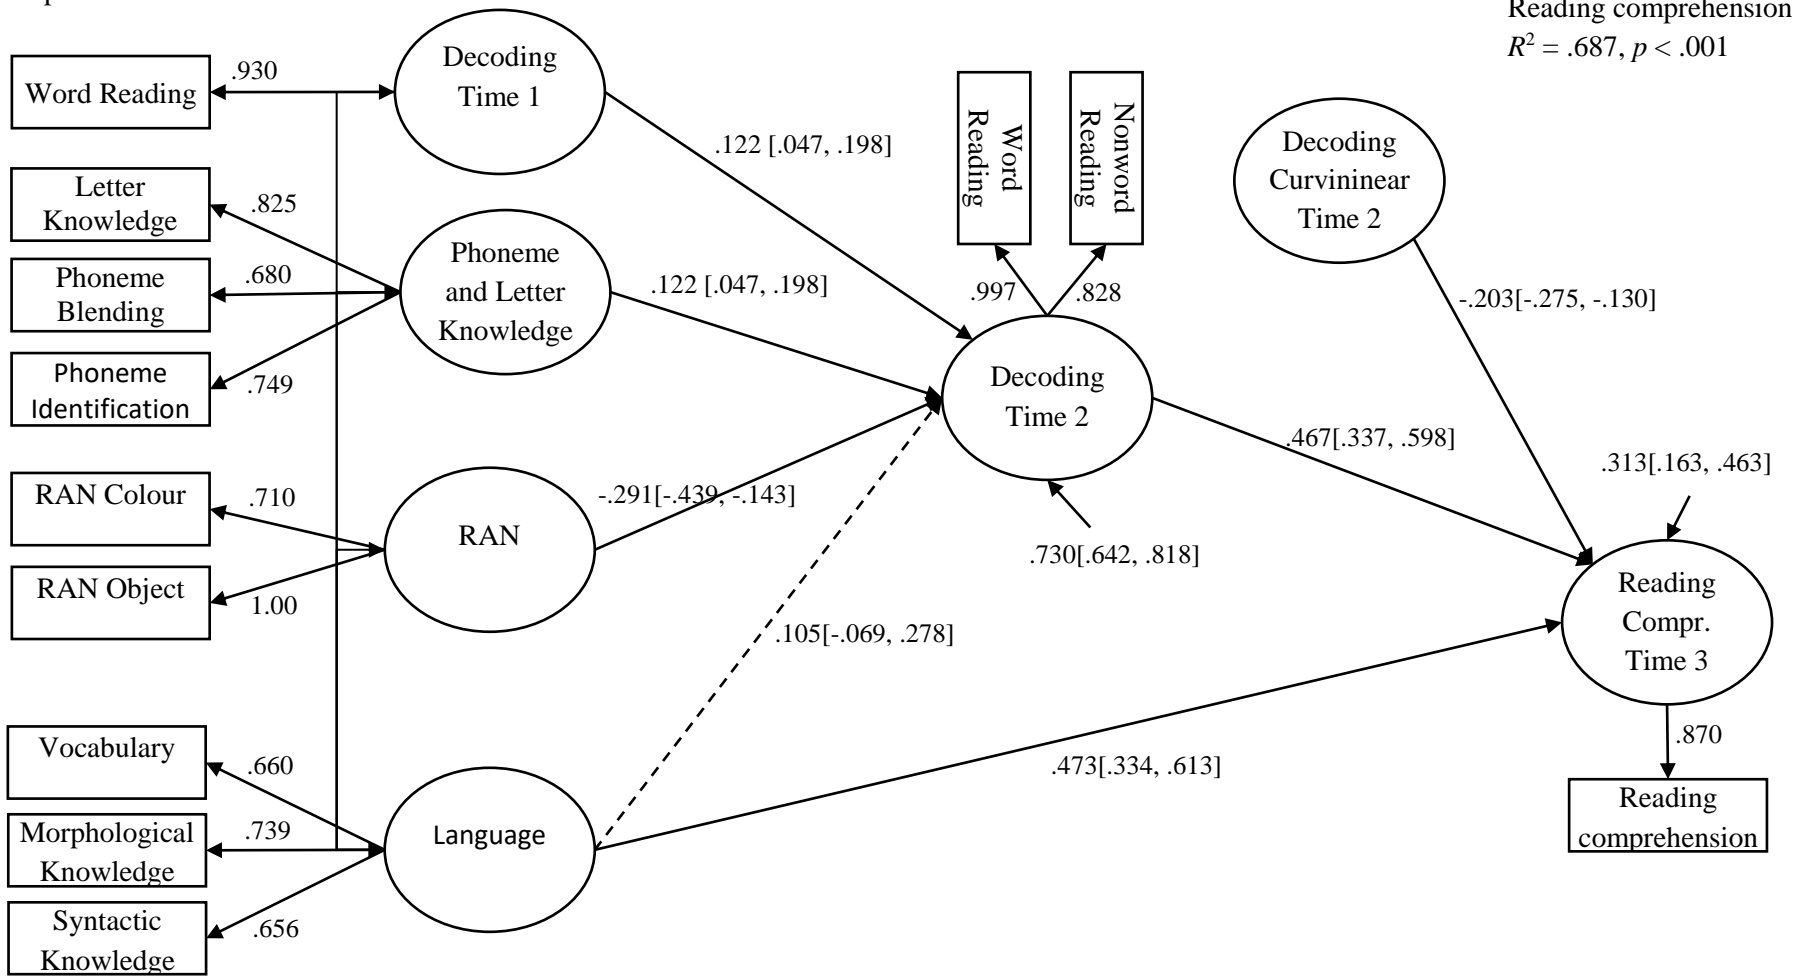 Reading comprehension
R² = .687, p < .001
Word Reading
.930
Decoding
Time 1
.122 [.047, .198]
Letter
Knowledge
.825
Phoneme
Blending
.680
Phoneme
Identification
.749
Phoneme
and Letter
Knowledge
.122 [.047, .198]
Word
Reading
Nonword
Reading
.997
.828
Decoding
Time 2
.730[.642, .818]
Decoding
Curvininear
Time 2
-.203[-.275, -.130]
.467[.337, .598]
.313[.163, .463]
RAN Colour
.710
RAN Object
1.00
RAN
-.291[-.439, -.143]
.105[-.069, .278]
Reading
Compr.
Time 3
.870
Reading
comprehension
Vocabulary
.660
Morphological
Knowledge
.739
Syntactic
Knowledge
.656
Language
.473[.334, .613]